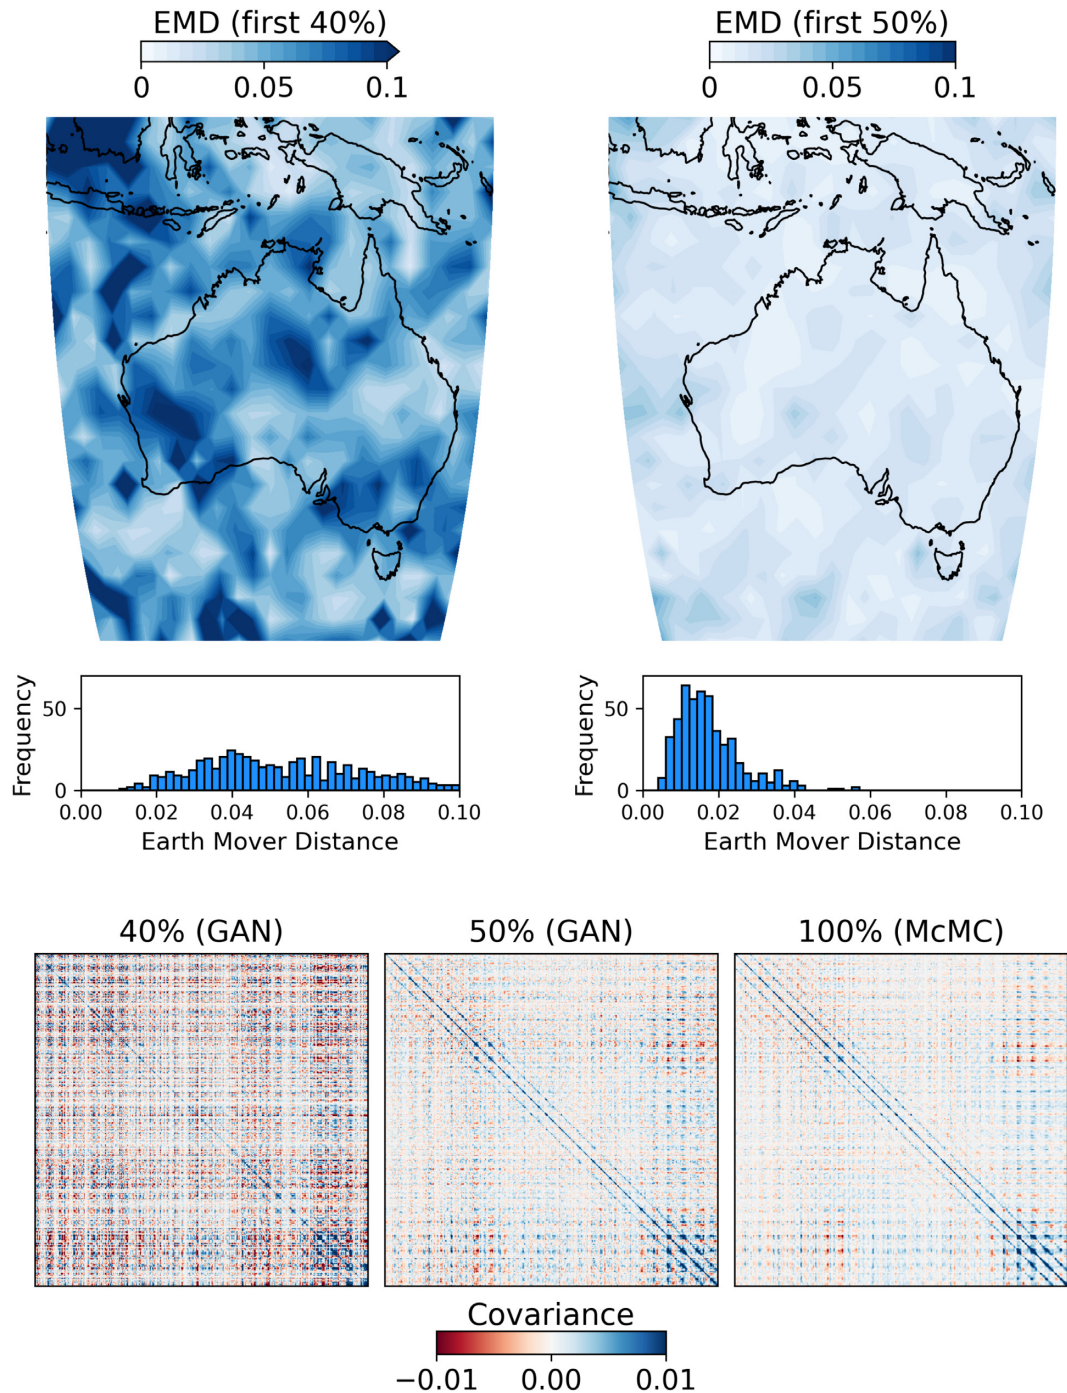 EMD (first 40%)
EMD (first 50%)
0 0.05 0.1
0 0.05 0.1
Frequency
50
0
0.00 0.02 0.04 0.06 0.08 0.10
Earth Mover Distance
Frequency
50
0
0.00 0.02 0.04 0.06 0.08 0.10
Earth Mover Distance
40% (GAN)
50% (GAN)
100% (McMC)
Covariance
−0.01 0.00 0.01